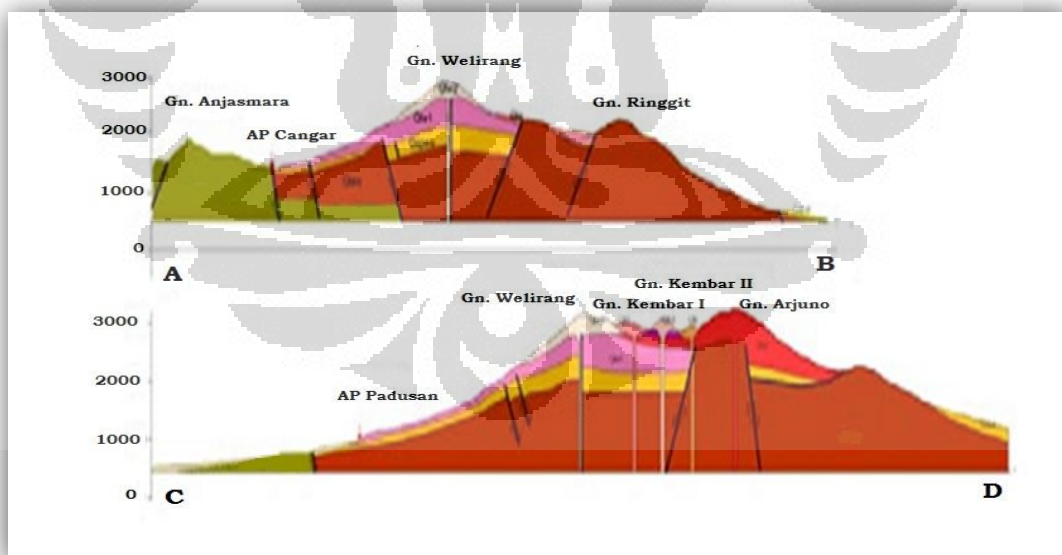 Gn. Welirang
3000
Gn. Anjasmara
Gn. Ringgit
2000
AP Cangar
1000
0
A
B
Gn. Kembar II
Gn. Welirang
Gn. Kembar I
Gn. Arjuno
3000
2000
AP Padusan
1000
0
C
D